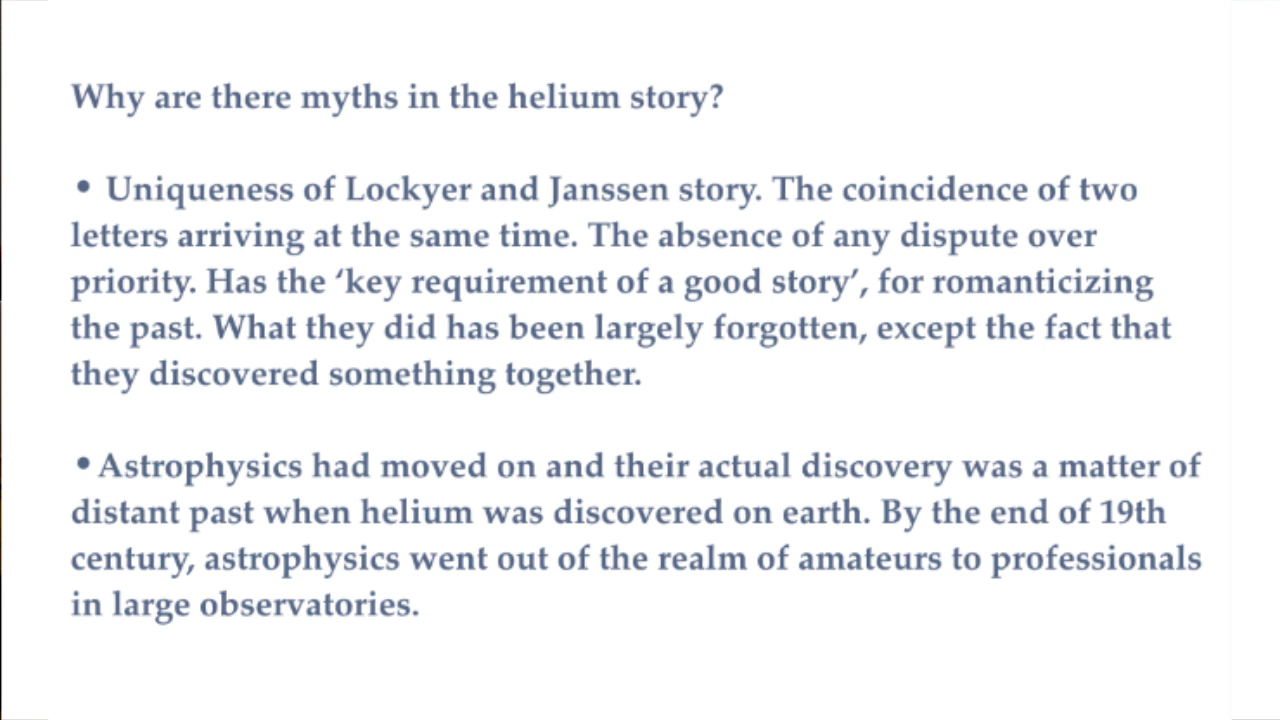 Why are there myths in the helium story?
• Uniqueness of Lockyer and Janssen story. The coincidence of two
letters arriving at the same time. The absence of any dispute over
priority. Has the ‘key requirement of a good story’, for romanticizing
the past. What they did has been largely forgotten, except the fact that
they discovered something together.
•Astrophysics had moved on and their actual discovery was a matter of
distant past when helium was discovered on earth. By the end of 19th
century, astrophysics went out of the realm of amateurs to professionals
in large observatories.